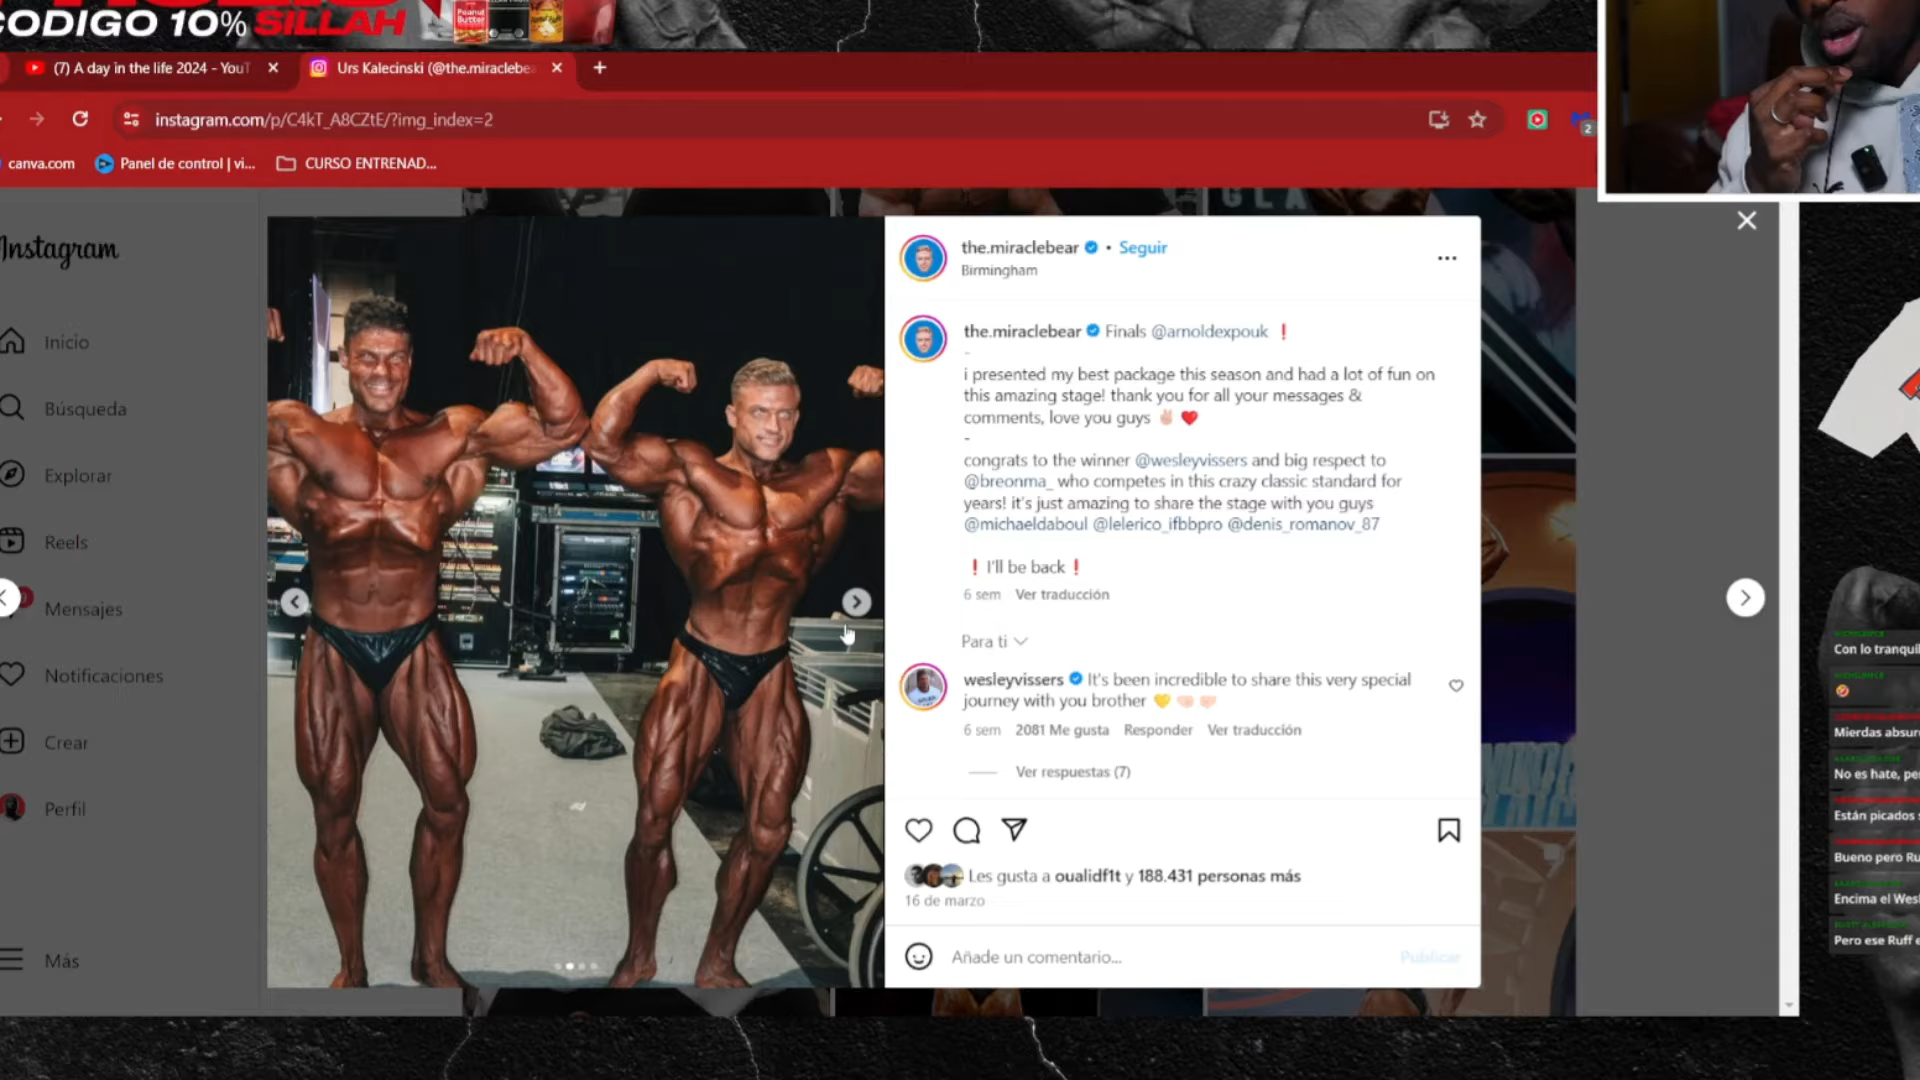 CODIGO 10% SILLAH
Peanut
Butter
(7) A day in the life 2024 - YouT
Urs Kalecinski (@the.miraclebea
instagram.com/p/C4kT_A8CZtE/?img_index=2
2
canva.com
Panel de control | vi...
CURSO ENTRENAD...
Instagram
Inicio
Búsqueda
Explorar
Reels
Mensajes
Notificaciones
Crear
Perfil
Más
the.miraclebear • Seguir
Birmingham
the.miraclebear Finals @arnoldexpouk ❗
-
i presented my best package this season and had a lot of fun on
this amazing stage! thank you for all your messages &
comments, love you guys ✌🏼 ♥️
-
congrats to the winner @wesleyvissers and big respect to
@breonma_ who competes in this crazy classic standard for
years! it's just amazing to share the stage with you guys
@michaeldaboul @lelerico_ifbbpro @denis_romanov_87
❗ I'll be back ❗
6 sem Ver traducción
Para ti
wesleyvissers It's been incredible to share this very special
journey with you brother 💛 🤜🏻 🤛🏻
6 sem 2081 Me gusta Responder Ver traducción
Ver respuestas (7)
Les gusta a oualidf1t y 188.431 personas más
16 de marzo
Añade un comentario...
Publicar
Con lo tranquil
🤣
Mierdas absur
No es hate, pe
Están picados s
Bueno pero Ru
Encima el Wes
Pero ese Ruff e